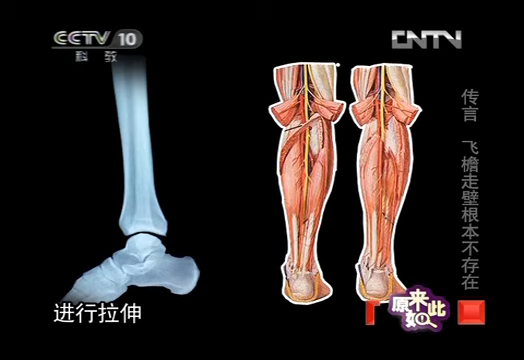 CCTV 10
科教
CNTV
传言 飞檐走壁根本不存在
进行拉伸
原来如此